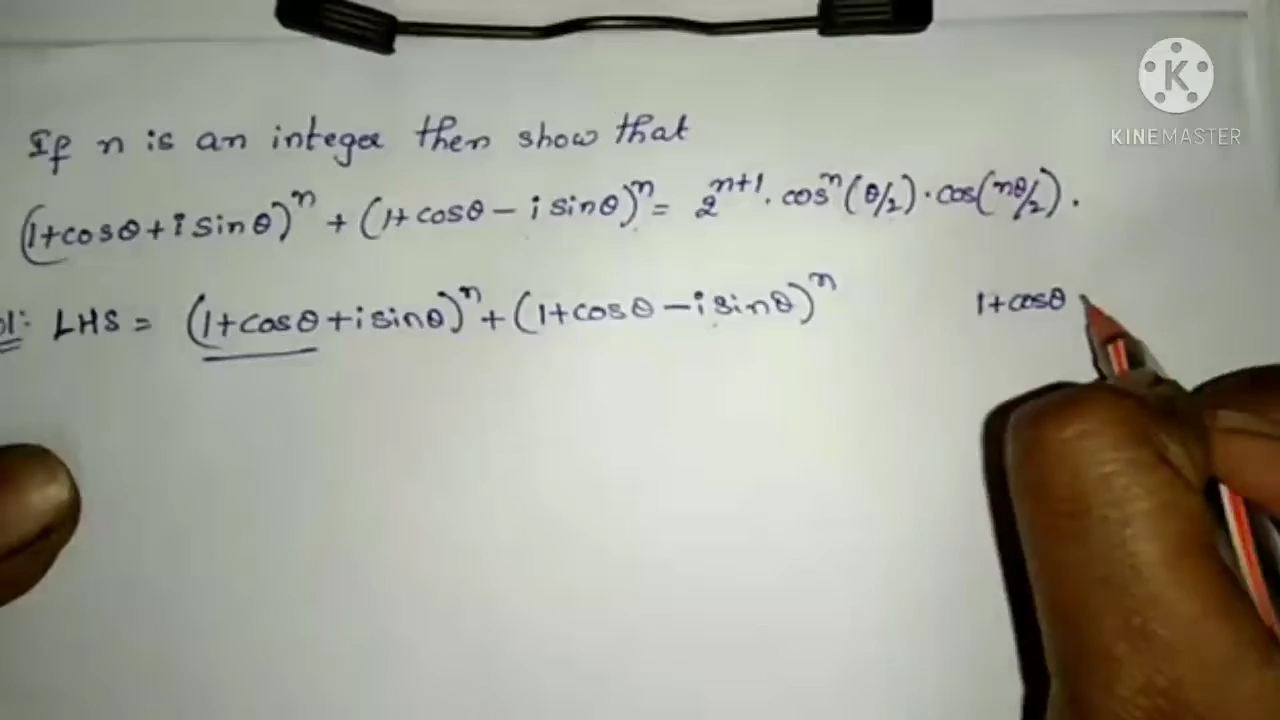 KINEMASTER
If n is an integer then show that
(1+cosθ+i sinθ)^n + (1+cosθ - i sinθ)^n = 2^{n+1} . cos^n (θ/2) . cos(nθ/2) .
LHS = (1+cosθ+i sinθ)^n + (1+cosθ - i sinθ)^n
1+cosθ